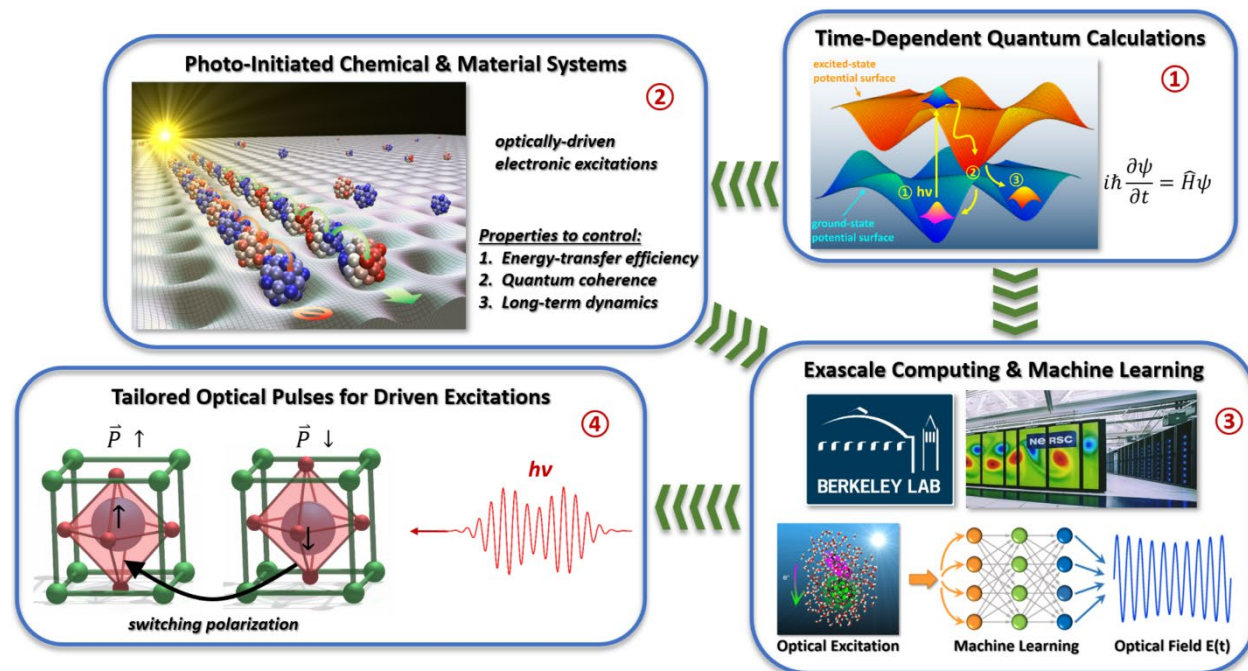 Photo-Initiated Chemical & Material Systems
②
optically-driven
electronic excitations
Properties to control:
1. Energy-transfer efficiency
2. Quantum coherence
3. Long-term dynamics
Time-Dependent Quantum Calculations
①
excited-state
potential surface
① hν
②
③
ground-state
potential surface
iħ ∂ψ/∂t = Ĥψ
Exascale Computing & Machine Learning
③
BERKELEY LAB
NERSC
e⁻
Optical Excitation
Machine Learning
Optical Field E(t)
Tailored Optical Pulses for Driven Excitations
④
P⃗ ↑
P⃗ ↓
↑
↓
hν
switching polarization